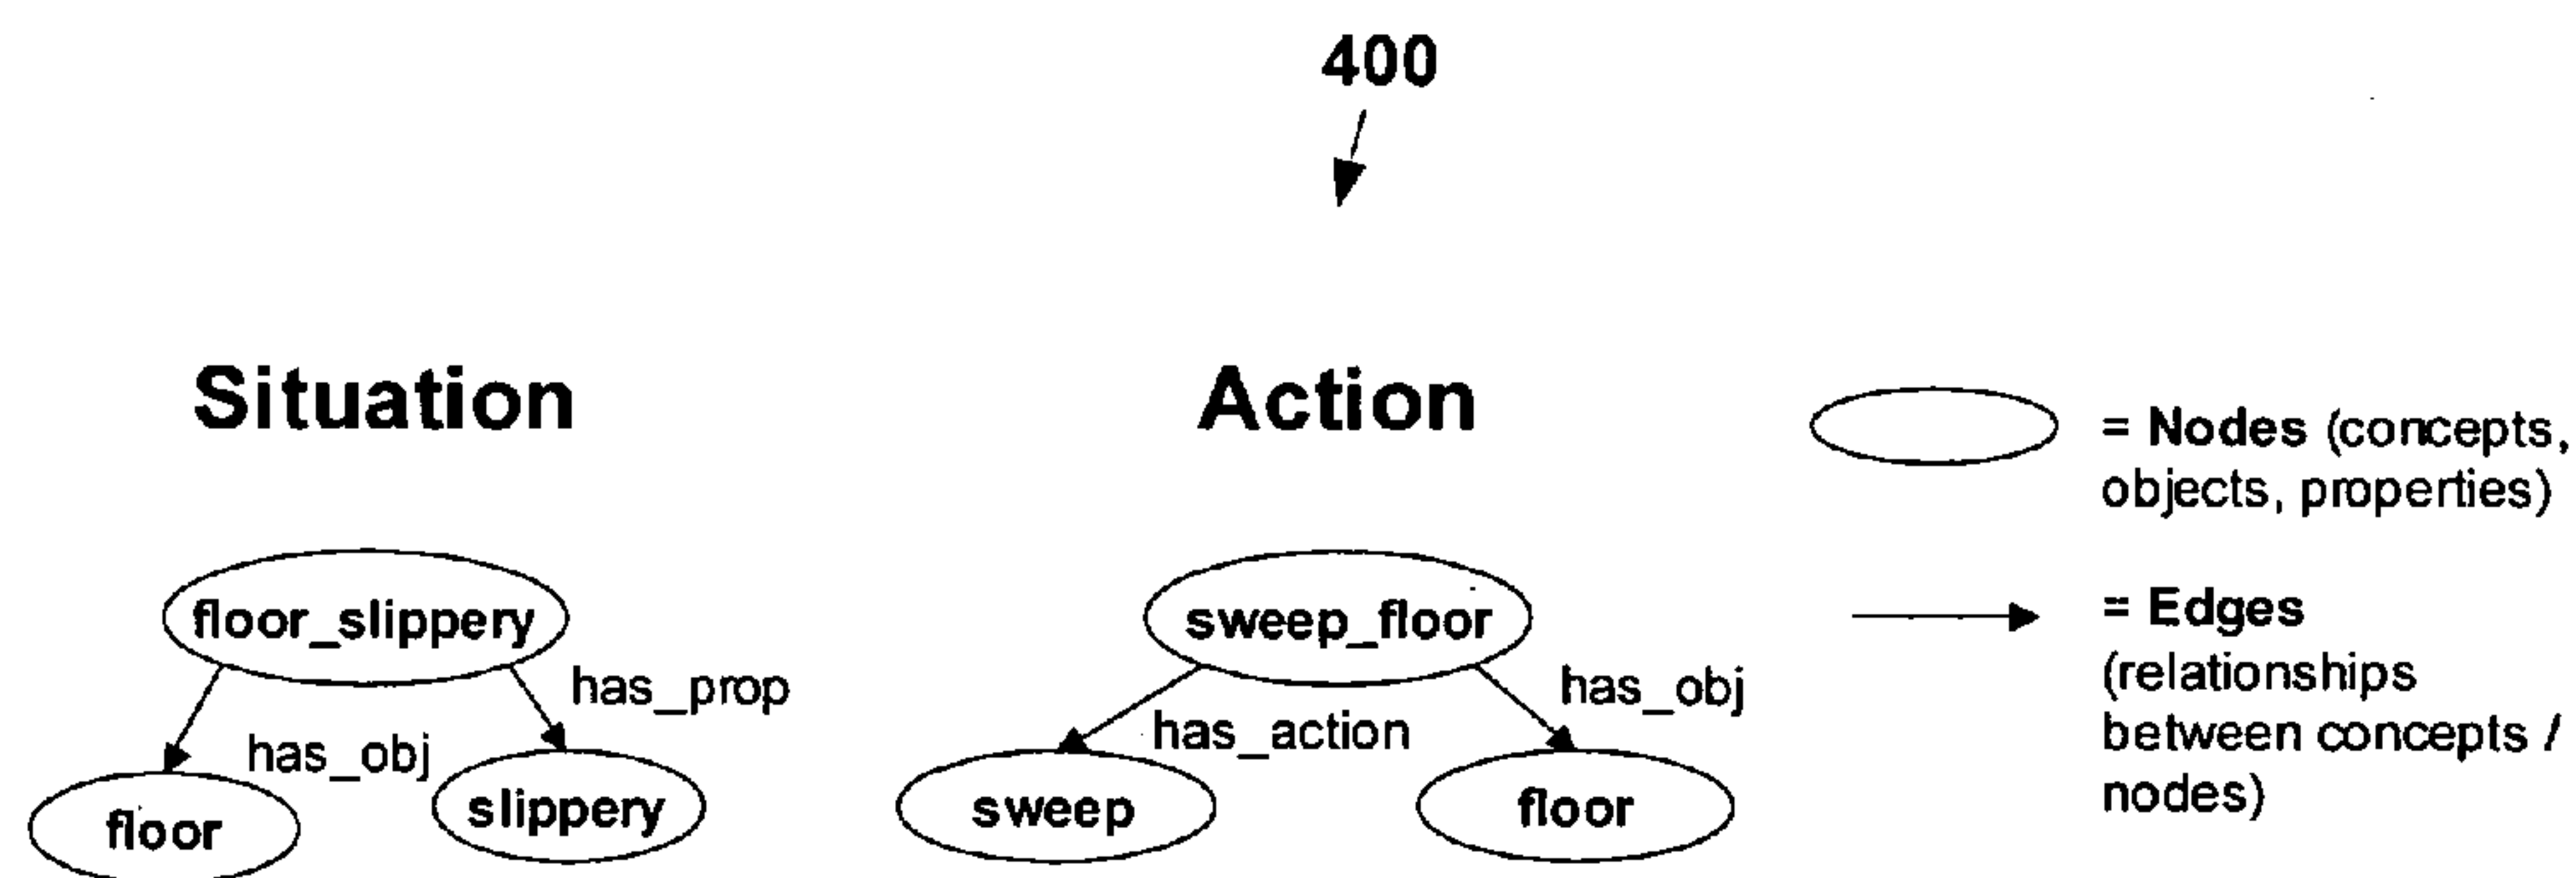 400
Situation
Action
= Nodes (concepts,
objects, properties)
floor_slippery
sweep_floor
= Edges
(relationships
between concepts /
nodes)
has_prop
has_obj
has_obj
has_action
floor
slippery
sweep
floor